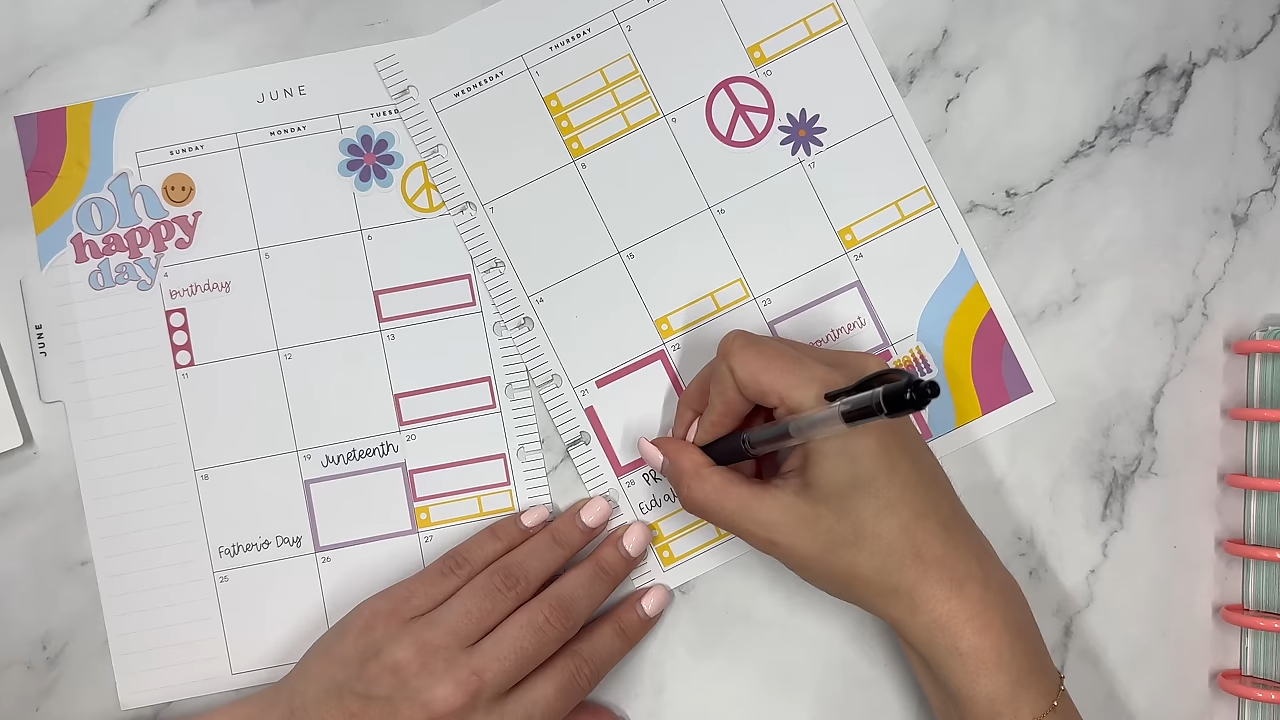 JUNE
SUNDAY
MONDAY
WEDNESDAY
THURSDAY
1
2
oh
happy
day
4
birthday
5
6
7
8
9
10
JUNE
11
12
13
14
15
16
17
18
Father's Day
19
Juneteenth
20
21
22
23
24
25
26
27
28
Eid